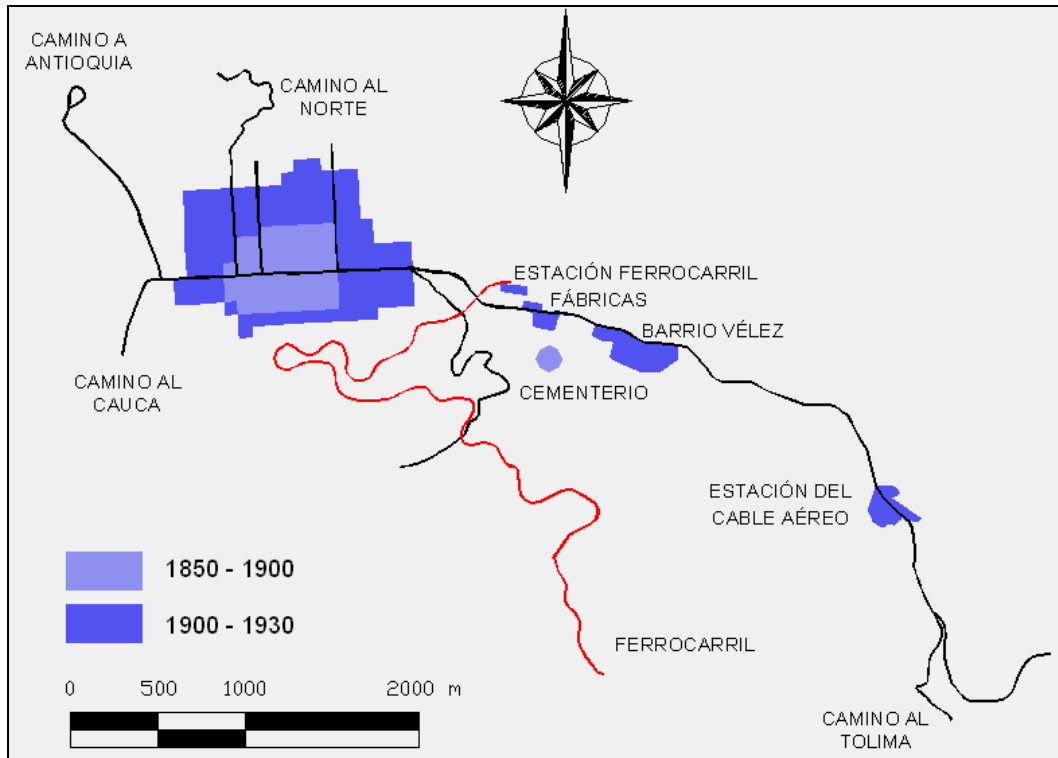 CAMINO A
ANTIOQUIA
CAMINO AL
NORTE
ESTACIÓN FERROCARRIL
FÁBRICAS
BARRIO VÉLEZ
CAMINO AL
CAUCA
CEMENTERIO
ESTACIÓN DEL
CABLE AÉREO
1850 - 1900
1900 - 1930
FERROCARRIL
0 500 1000 2000 m
CAMINO AL
TOLIMA